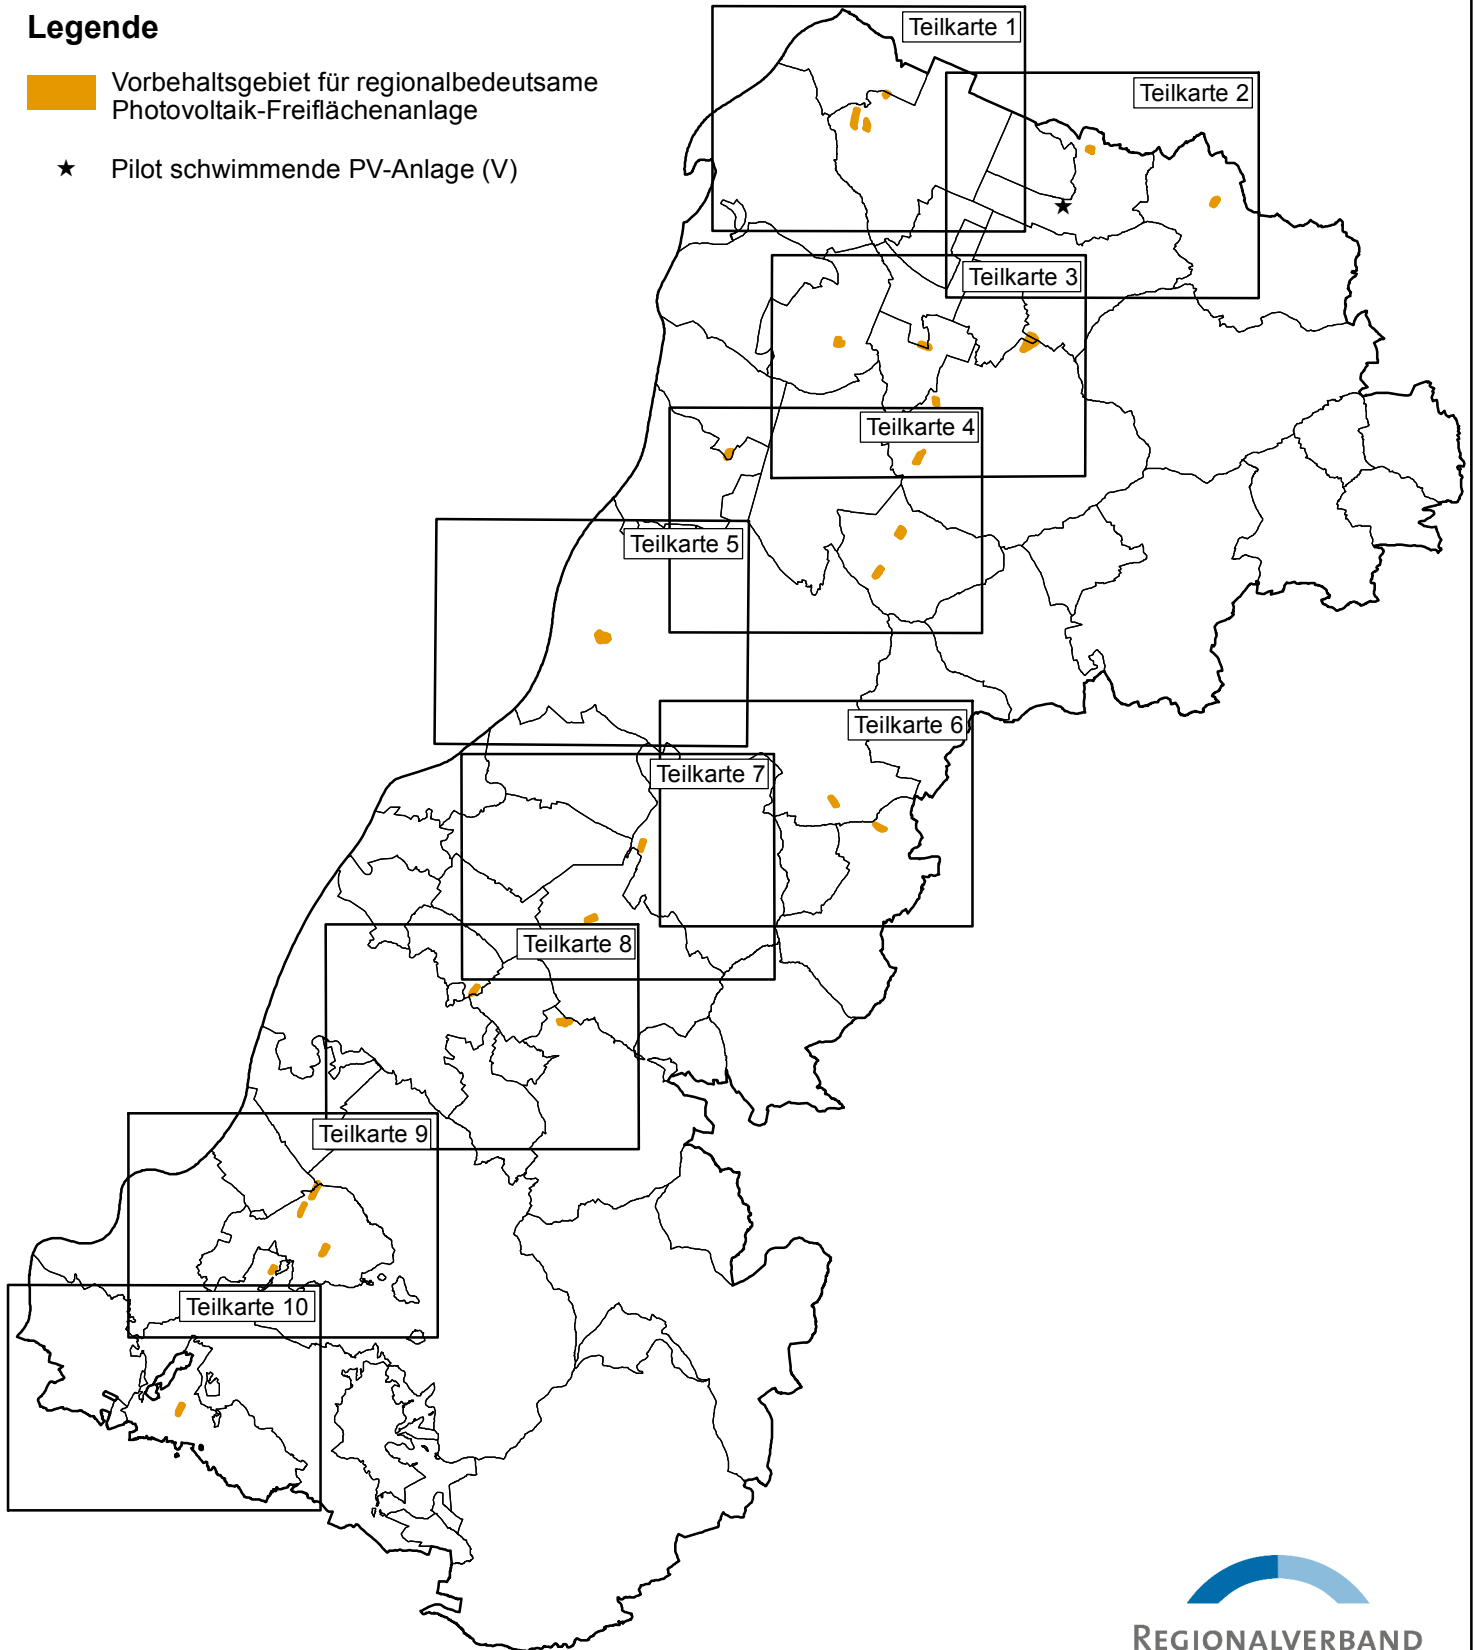 Legende
Vorbehaltsgebiet für regionalbedeutsame
Photovoltaik-Freiflächenanlage
Pilot schwimmende PV-Anlage (V)
Teilkarte 1
Teilkarte 2
Teilkarte 3
Teilkarte 4
Teilkarte 5
Teilkarte 6
Teilkarte 7
Teilkarte 8
Teilkarte 9
Teilkarte 10
REGIONALVERBAND